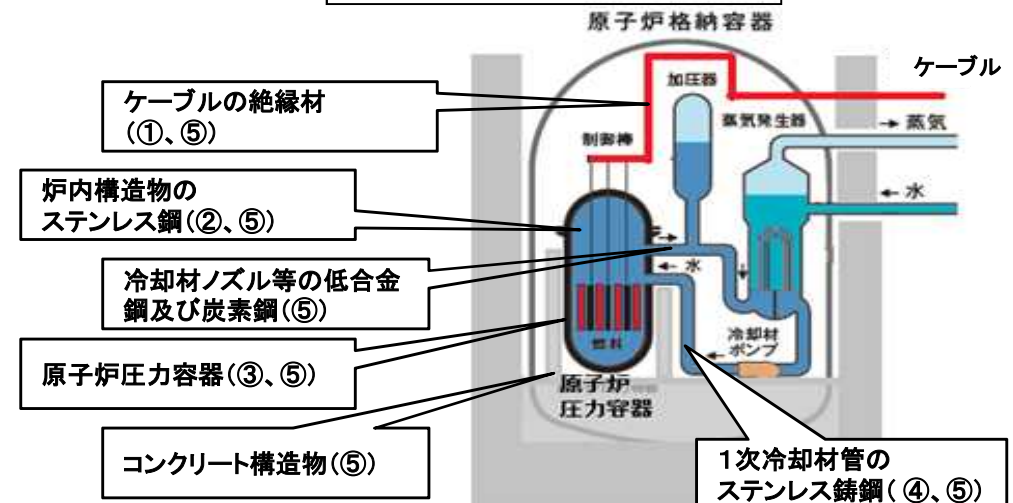 原子炉格納容器
ケーブル
加圧器
ケーブルの絶縁材
(①、⑤)
蒸気発生器
→ 蒸気
制御棒
炉内構造物の
ステンレス鋼(②、⑤)
← 水
冷却材ノズル等の低合金
鋼及び炭素鋼(⑤)
← 水
冷却材
ポンプ
燃料
原子炉圧力容器(③、⑤)
原子炉
圧力容器
コンクリート構造物(⑤)
1次冷却材管の
ステンレス鋳鋼(④、⑤)